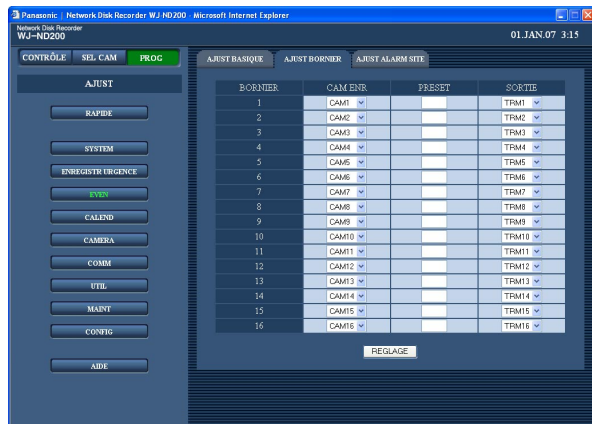 Panasonic | Network Disk Recorder WJ-ND200 - Microsoft Internet Explorer
Network Disk Recorder
WJ-ND200
01.JAN.07 3:15
CONTRÔLE SEL CAM PROG
AJUST
RAPIDE
SYSTEM
ENREGISTR URGENCE
EVEN
CALEND
CAMERA
COMM
UTIL
MAINT
CONFIG
AIDE
AJUST BASIQUE AJUST BORNIER AJUST ALARM SITE
BORNIER CAM ENR PRESET SORTIE
1 CAM1 TRM1
2 CAM2 TRM2
3 CAM3 TRM3
4 CAM4 TRM4
5 CAM5 TRM5
6 CAM6 TRM6
7 CAM7 TRM7
8 CAM8 TRM8
9 CAM9 TRM9
10 CAM10 TRM10
11 CAM11 TRM11
12 CAM12 TRM12
13 CAM13 TRM13
14 CAM14 TRM14
15 CAM15 TRM15
16 CAM16 TRM16
REGLAGE